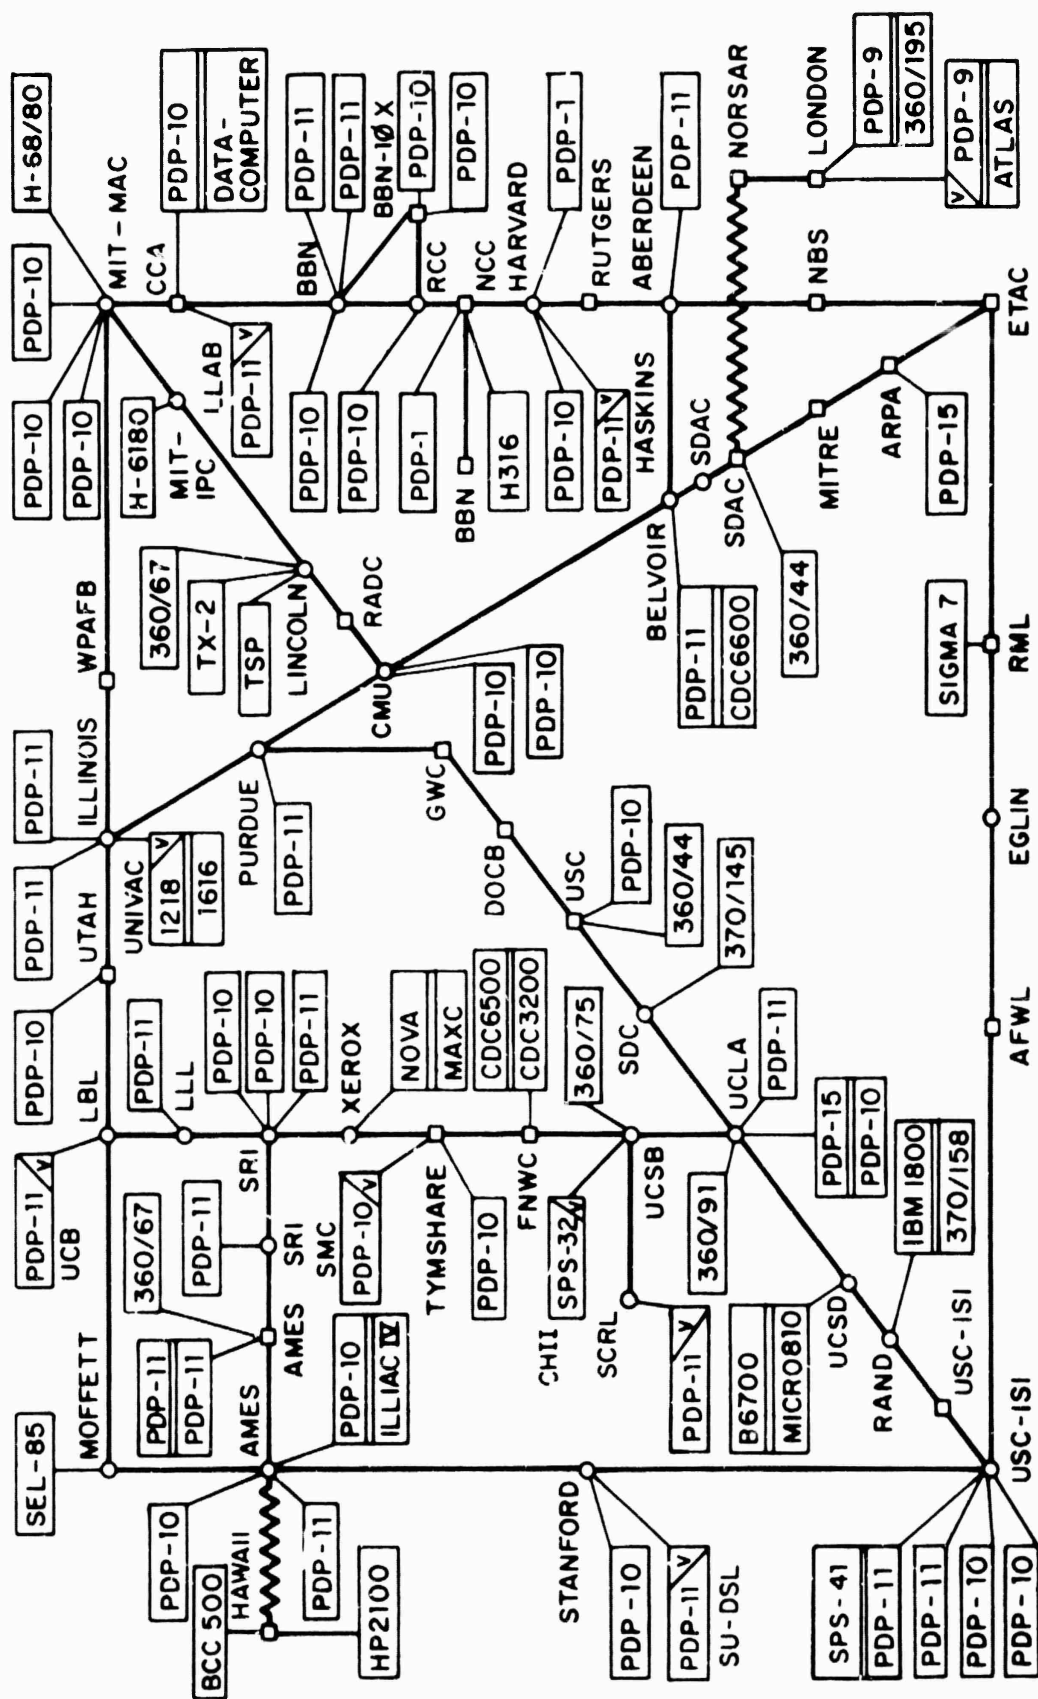 SEL-85
MOFFETT
PDP-11 V
UCB
LBL
PDP-10
UTAH
PDP-11
PDP-11
ILLINOIS
WPAFB
PDP-10
PDP-10
PDP-10
H-68/80
MIT-MAC
UNIVAC
1218 V
1616
PDP-10
BCC 500
HAWAII
HP2100
PDP-11
AMES
PDP-10
ILLIAC IV
PDP-11
PDP-11
360/67
AMES
PDP-11
SRI
SRI
PDP-11
LLL
PDP-10
PDP-10
PDP-11
XEROX
NOVA
MAXC
SMC
PDP-10 V
TYMSHARE
PDP-10
FNWC
CDC6500
CDC3200
CHII
SPS-32 V
360/75
UCSB
SCRL
PDP-11 V
STANFORD
PDP-10
PDP-11 V
SU-DSL
360/91
UCLA
PDP-11
PDP-15
PDP-10
SDC
370/145
USC
PDP-10
360/44
DOCB
GWC
PURDUE
PDP-11
CMU
PDP-10
PDP-10
RADC
LINCOLN
360/67
TX-2
TSP
MIT-
IPC
H-6180
CCA
PDP-10
DATA-
COMPUTER
LLAB
PDP-11 V
BBN
PDP-11
PDP-11
PDP-10
BBN-10X
PDP-10
PDP-10
RCC
PDP-10
NCC
PDP-1
H316
BBN
HARVARD
PDP-1
PDP-10
PDP-11 V
HASKINS
RUTGERS
ABERDEEN
PDP-11
BELVOIR
PDP-11
CDC6600
SDAC
SDAC
360/44
NORSAR
LONDON
PDP-9
360/195
V PDP-9
ATLAS
NBS
MITRE
ARPA
PDP-15
ETAC
SIGMA 7
RML
EGLIN
AFWL
B6700
MICRO810
UCSD
RAND
IBM 1800
370/158
USC-ISI
USC-ISI
SPS-41
PDP-11
PDP-11
PDP-10
PDP-10